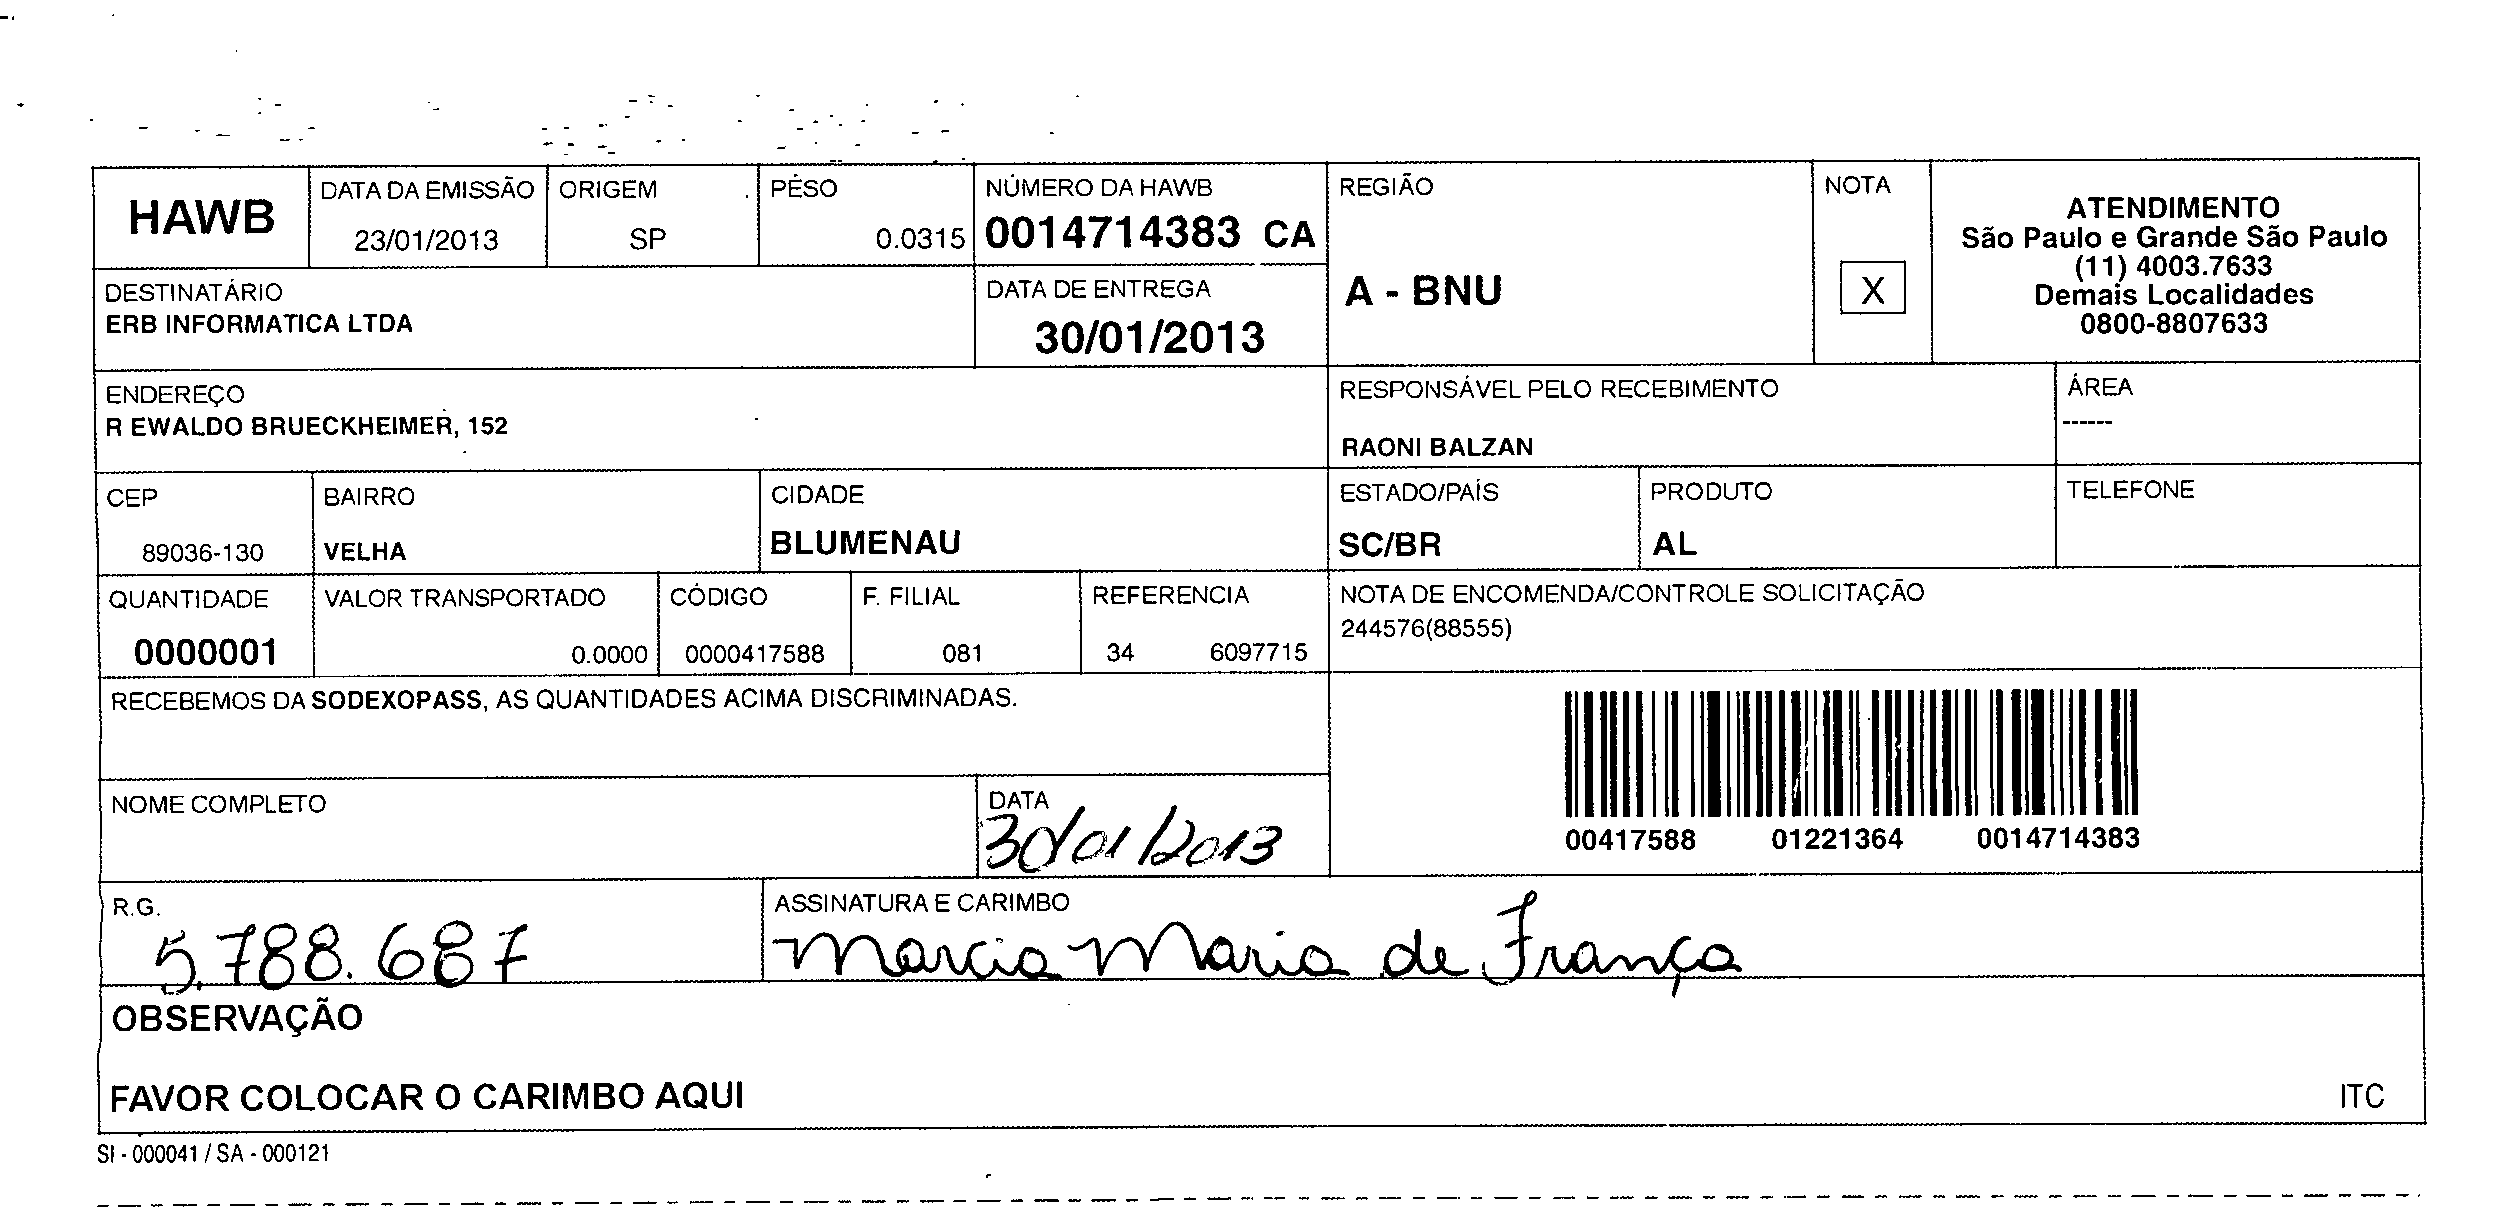 HAWB
DATA DA EMISSÃO
23/01/2013
ORIGEM
SP
PÉSO
0.0315
NÚMERO DA HAWB
0014714383 CA
REGIÃO
A - BNU
NOTA
X
ATENDIMENTO
São Paulo e Grande São Paulo
(11) 4003.7633
Demais Localidades
0800-8807633
DESTINATÁRIO
ERB INFORMATICA LTDA
DATA DE ENTREGA
30/01/2013
ENDEREÇO
R EWALDO BRUECKHEIMER, 152
RESPONSÁVEL PELO RECEBIMENTO
RAONI BALZAN
ÁREA
------
CEP
89036-130
BAIRRO
VELHA
CIDADE
BLUMENAU
ESTADO/PAÍS
SC/BR
PRODUTO
AL
TELEFONE
QUANTIDADE
0000001
VALOR TRANSPORTADO
0.0000
CÓDIGO
0000417588
F. FILIAL
081
REFERENCIA
34 6097715
NOTA DE ENCOMENDA/CONTROLE SOLICITAÇÃO
244576(88555)
RECEBEMOS DA SODEXOPASS, AS QUANTIDADES ACIMA DISCRIMINADAS.
00417588 01221364 0014714383
NOME COMPLETO
DATA
30/01/2013
R.G.
5.788.687
ASSINATURA E CARIMBO
Marcia Maria de França
OBSERVAÇÃO
FAVOR COLOCAR O CARIMBO AQUI
ITC
SI - 000041 / SA - 000121